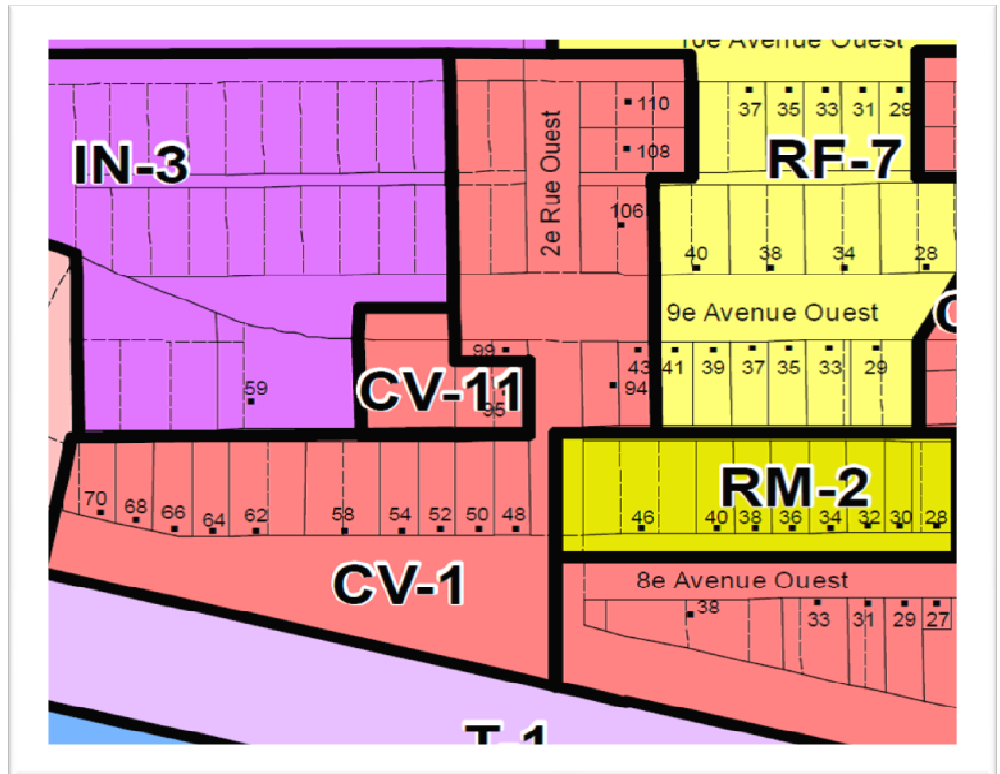 10e Avenue Ouest
37 35 33 31 29
110
108
IN-3
RF-7
2e Rue Ouest
106
40 38 34 28
9e Avenue Ouest
C
99
43 41 39 37 35 33 29
94
59
CV-11
95
RM-2
70 68 66 64 62 58 54 52 50 48
46 40 38 36 34 32 30 28
CV-1
8e Avenue Ouest
38 33 31 29 27
T-1